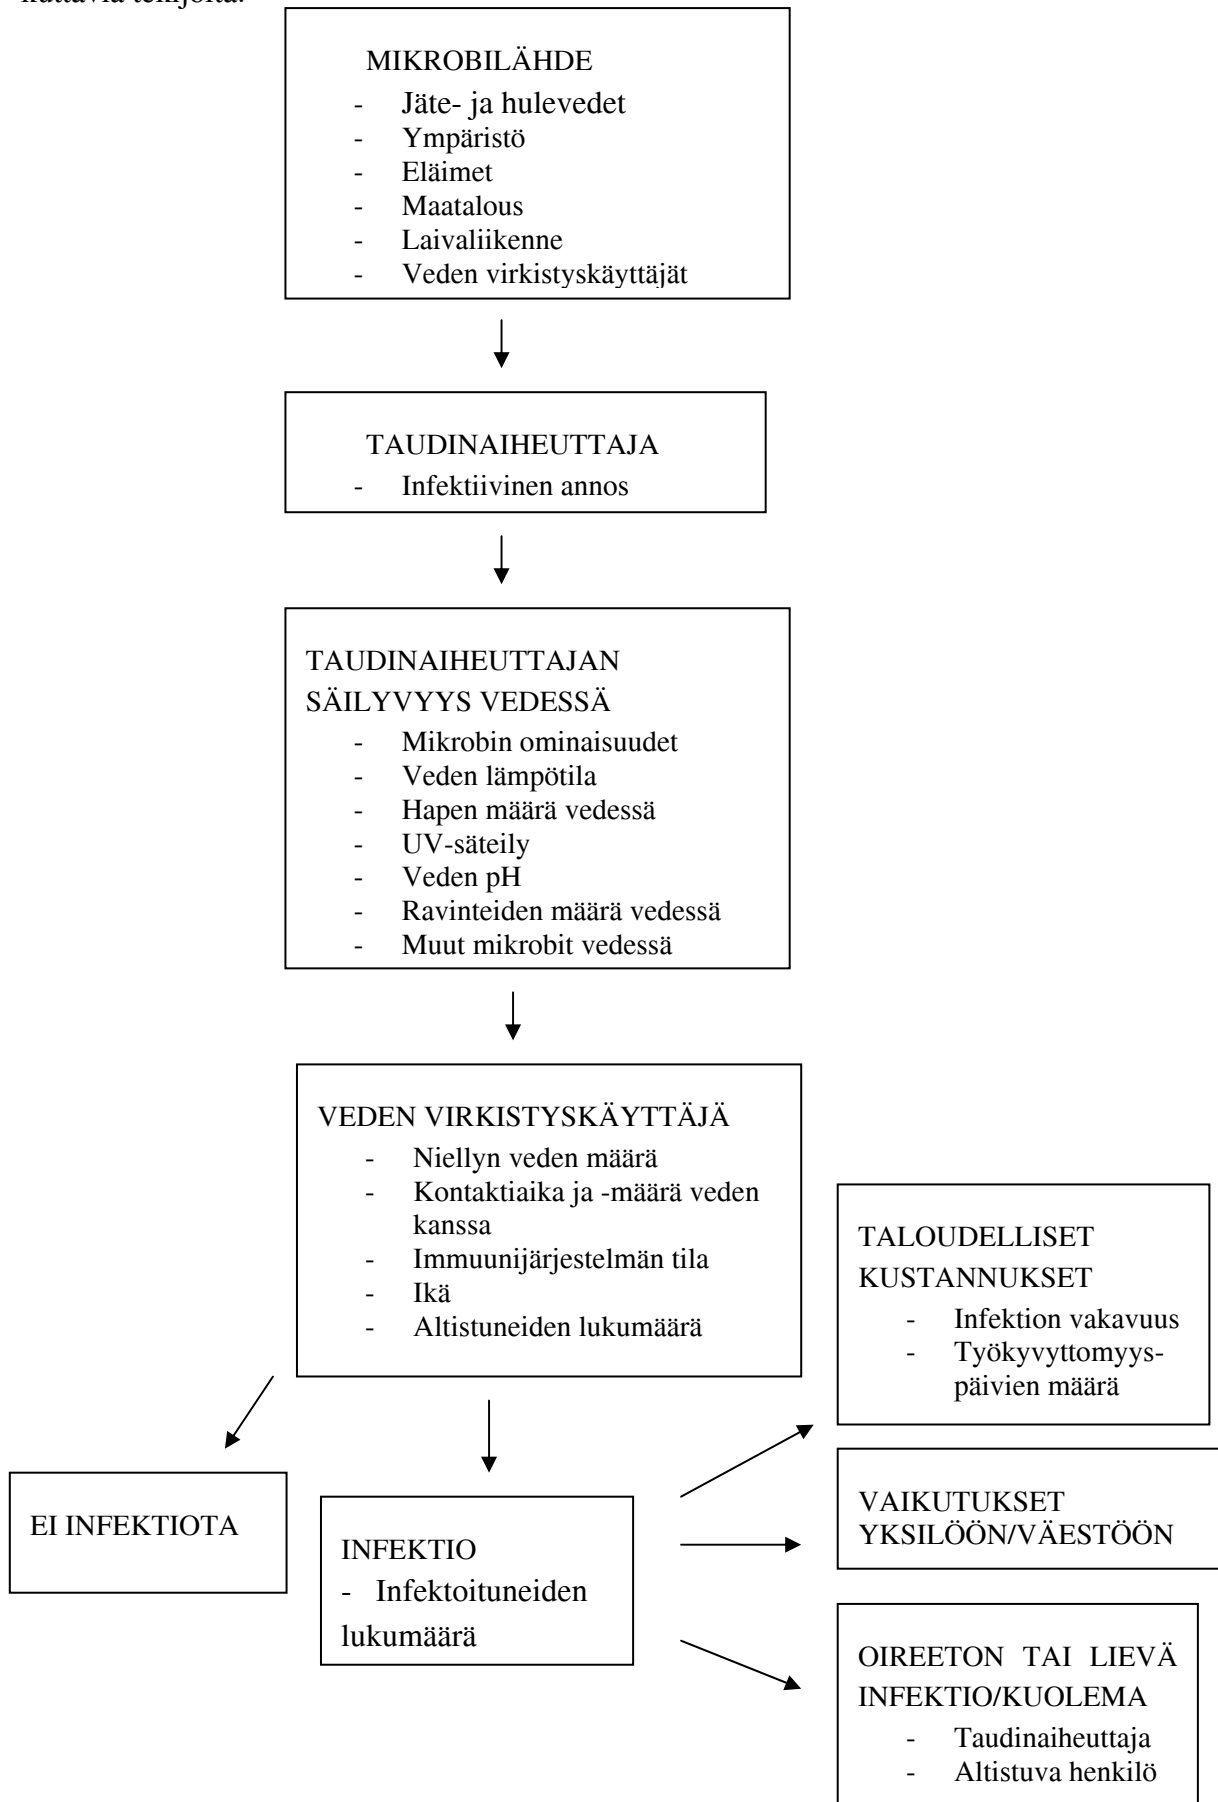 MIKROBILÄHDE
- Jäte- ja hulevedet
- Ympäristö
- Eläimet
- Maatalous
- Laivaliikenne
- Veden virkistyskäyttäjät
TAUDINAIHEUTTAJA
- Infektiivinen annos
TAUDINAIHEUTTAJAN
SÄILYVYYS VEDESSÄ
- Mikrobin ominaisuudet
- Veden lämpötila
- Hapen määrä vedessä
- UV-säteily
- Veden pH
- Ravinteiden määrä vedessä
- Muut mikrobit vedessä
VEDEN VIRKISTYSKÄYTTÄJÄ
- Niellyn veden määrä
- Kontaktiaika ja -määrä veden
kanssa
- Immuunijärjestelmän tila
- Ikä
- Altistuneiden lukumäärä
EI INFEKTIOTA
INFEKTIO
- Infektoituneiden
lukumäärä
TALOUDELLISET
KUSTANNUKSET
- Infektion vakavuus
- Työkyvyttomyys-
päivien määrä
VAIKUTUKSET
YKSILÖÖN/VÄESTÖÖN
OIREETON TAI LIEVÄ
INFEKTIO/KUOLEMA
- Taudinaiheuttaja
- Altistuva henkilö